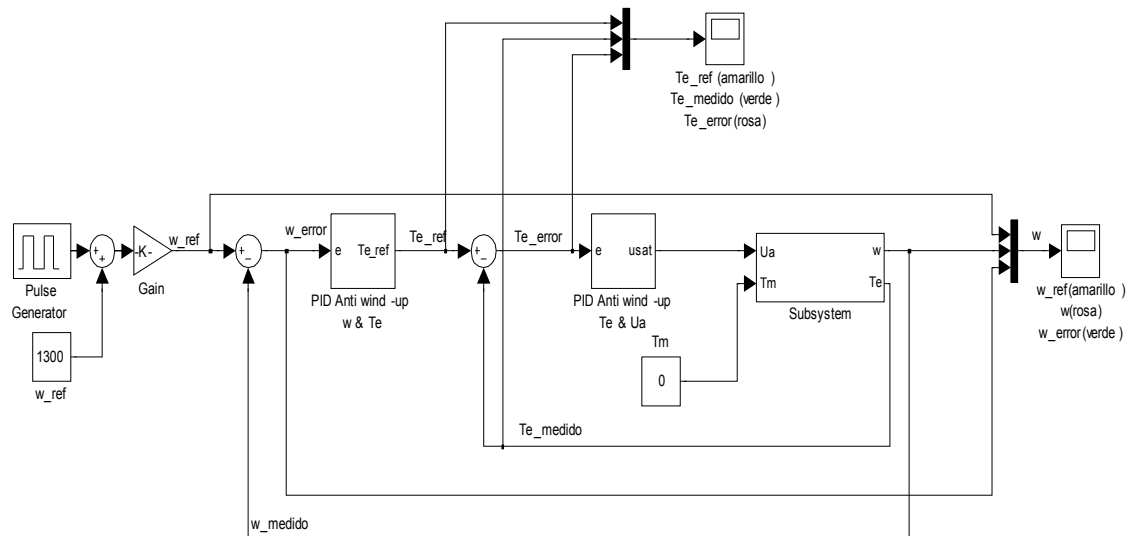 Te_ref (amarillo )
Te_medido (verde )
Te_error (rosa)
+
+
-K-
w_ref
Pulse
Generator
Gain
1300
w_ref
+
−
w_error
e
Te_ref
PID Anti wind -up
w & Te
Te_ref
+
−
Te_error
e
usat
PID Anti wind -up
Te & Ua
Ua
Tm
w
Te
Subsystem
Tm
0
w
w_ref(amarillo )
w(rosa)
w_error (verde )
Te_medido
w_medido